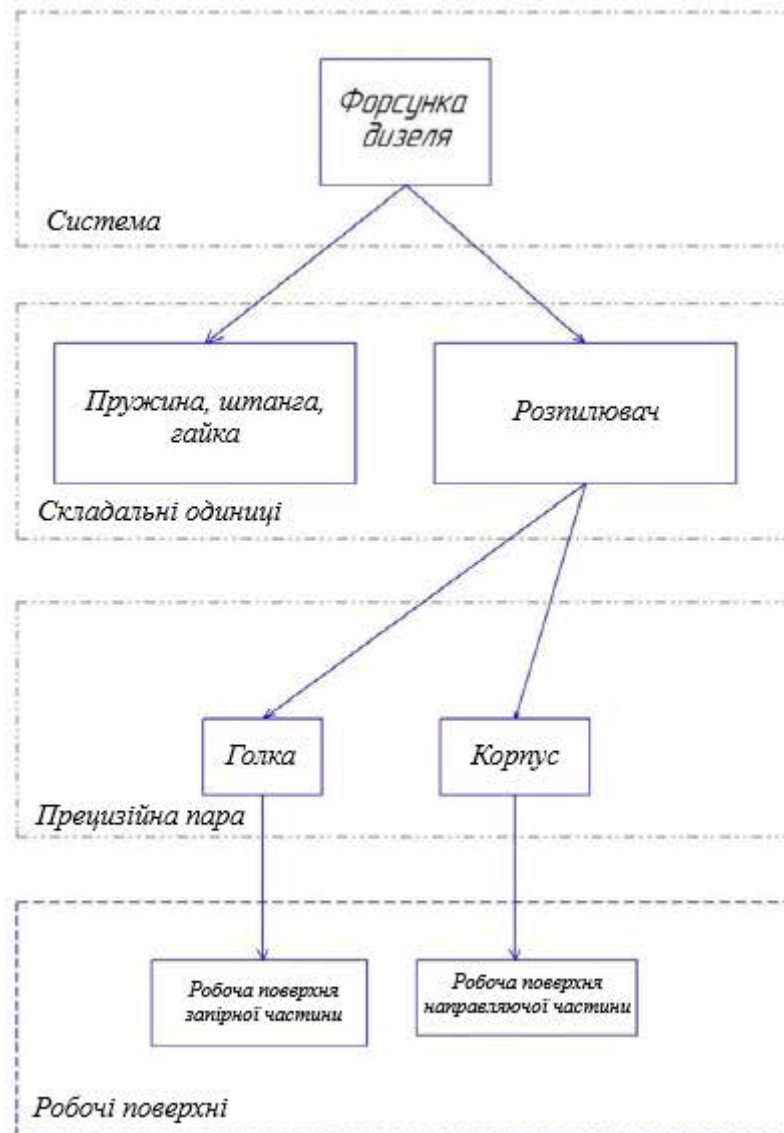 Форсунка
дизеля
Система
Пружина, штанга,
гайка
Розпилювач
Складальні одиниці
Голка
Корпус
Прецизійна пара
Робоча поверхня
запірної частини
Робоча поверхня
направляючої частини
Робочі поверхні